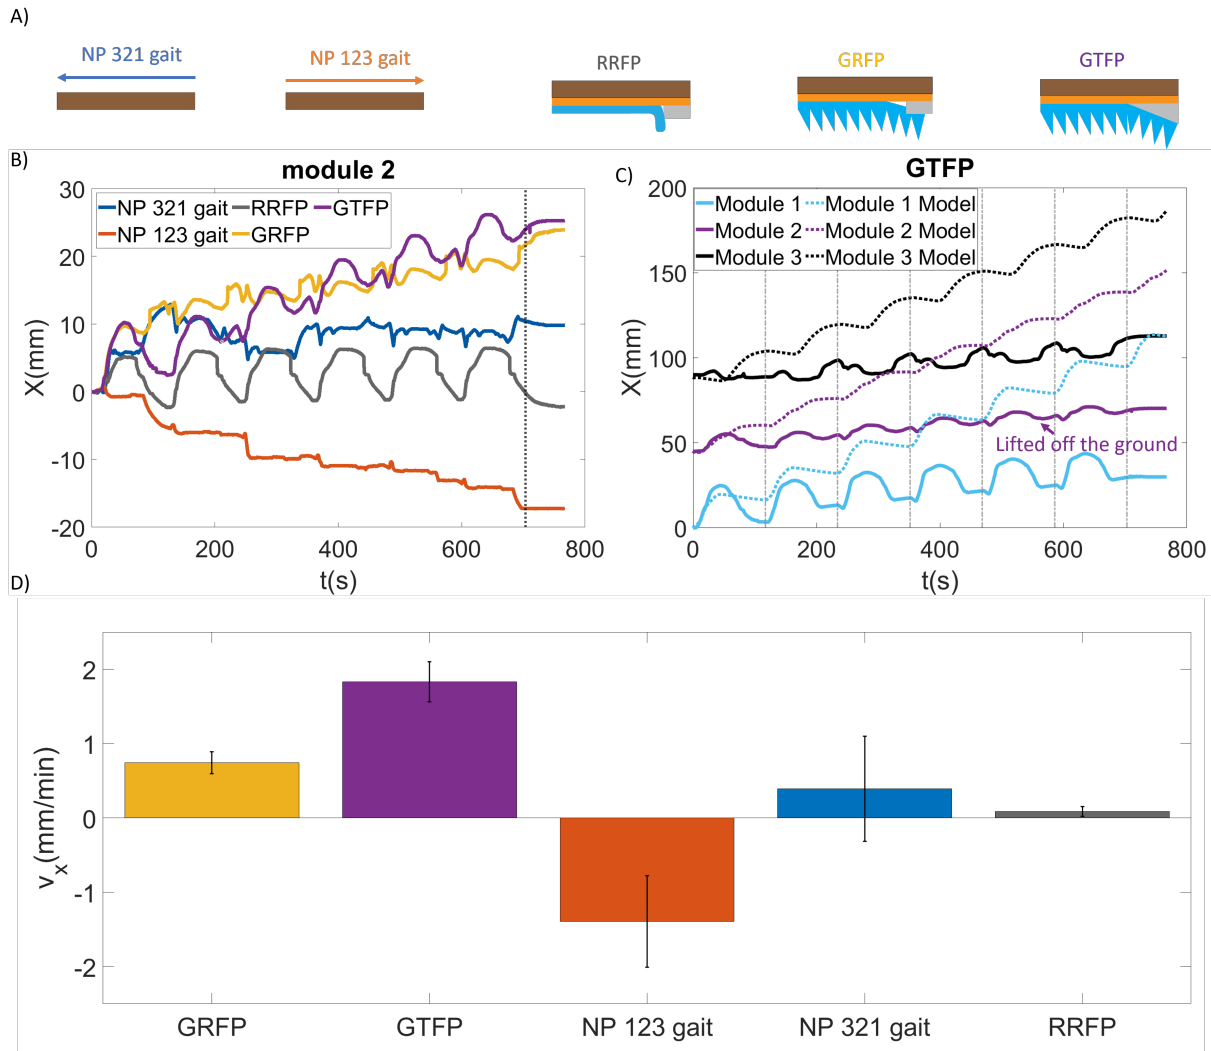 A)
NP 321 gait
NP 123 gait
RRFP
GRFP
GTFP
B)
module 2
30
20
10
0
-10
-20
X(mm)
NP 321 gait
RRFP
GTFP
NP 123 gait
GRFP
0
200
400
600
800
t(s)
C)
GTFP
200
150
100
50
0
X(mm)
Module 1
Module 1 Model
Module 2
Module 2 Model
Module 3
Module 3 Model
Lifted off the ground
0
200
400
600
800
t(s)
D)
2
1
0
-1
-2
vx(mm/min)
GRFP
GTFP
NP 123 gait
NP 321 gait
RRFP